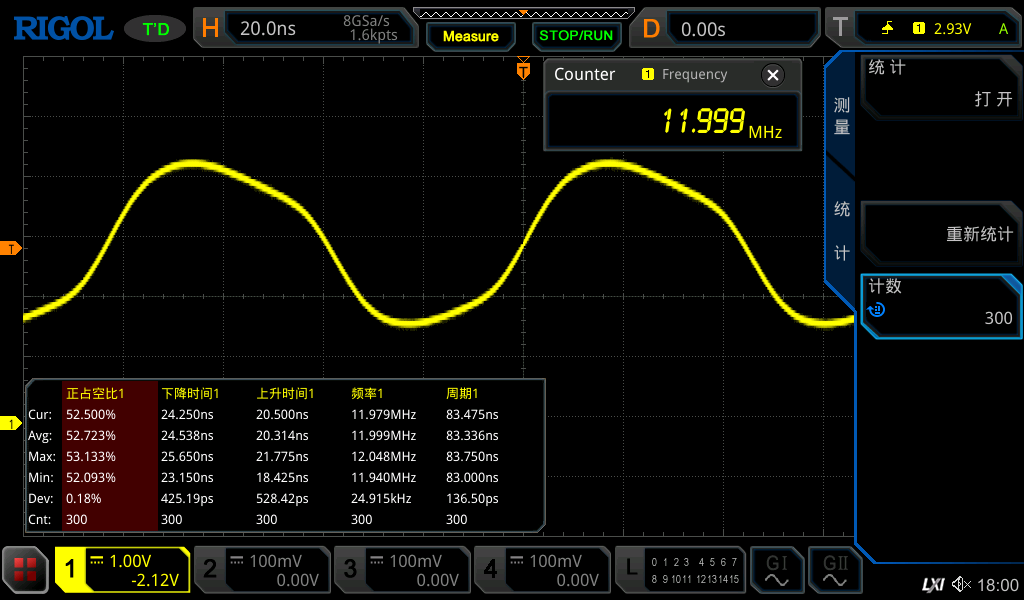 RIGOL T'D H 20.0ns 8GSa/s 1.6kpts Measure STOP/RUN D 0.00s T 1 2.93V A
T
Counter 1 Frequency
11.999 MHz
测量
统计
统计
打开
重新统计
计数
300
T
1
正占空比1 下降时间1 上升时间1 频率1 周期1
Cur: 52.500% 24.250ns 20.500ns 11.979MHz 83.475ns
Avg: 52.723% 24.538ns 20.314ns 11.999MHz 83.336ns
Max: 53.133% 25.650ns 21.775ns 12.048MHz 83.750ns
Min: 52.093% 23.150ns 18.425ns 11.940MHz 83.000ns
Dev: 0.18% 425.19ps 528.42ps 24.915kHz 136.50ps
Cnt: 300 300 300 300 300
1 1.00V -2.12V
2 100mV 0.00V
3 100mV 0.00V
4 100mV 0.00V
L 0 1 2 3 4 5 6 7
8 9 10 11 12 13 14 15
GI
GII
LXI 18:00